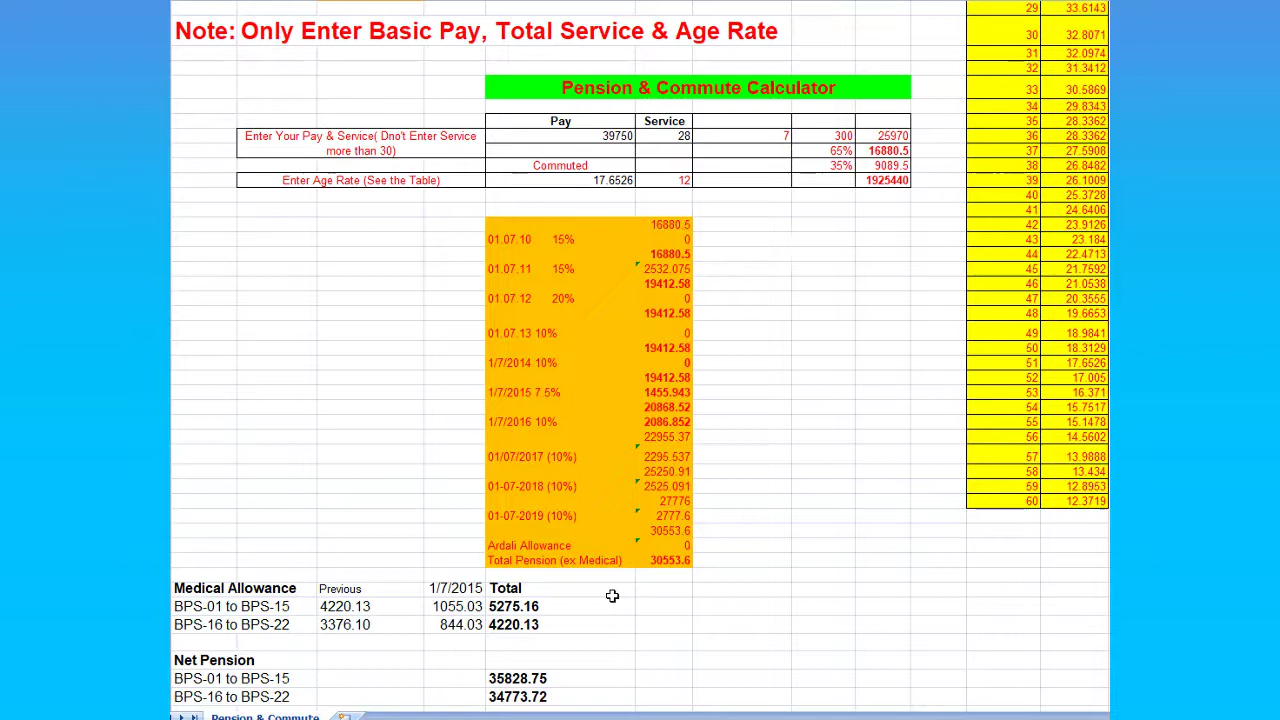 29 33.6143
Note: Only Enter Basic Pay, Total Service & Age Rate
30 32.8071
31 32.0974
32 31.3412
Pension & Commute Calculator
33 30.5869
34 29.8343
Pay Service
35 28.3362
Enter Your Pay & Service( Dno't Enter Service
more than 30)
39750 28 7 300 25970
36 28.3362
65% 16880.5
37 27.5908
Commuted 35% 9089.5
38 26.8482
Enter Age Rate (See the Table) 17.6526 12 1925440
39 26.1009
40 25.3728
41 24.6406
16880.5
42 23.9126
01.07.10 15% 0
43 23.184
16880.5
44 22.4713
01.07.11 15% 2532.075
45 21.7592
19412.58
46 21.0538
01.07.12 20% 0
47 20.3555
19412.58
48 19.6653
01.07.13 10% 0
49 18.9841
19412.58
50 18.3129
1/7/2014 10% 0
51 17.6526
19412.58
52 17.005
1/7/2015 7.5% 1455.943
53 16.371
20868.52
54 15.7517
1/7/2016 10% 2086.852
55 15.1478
22955.37
56 14.5602
01/07/2017 (10%) 2295.537
57 13.9888
25250.91
58 13.434
01-07-2018 (10%) 2525.091
59 12.8953
27776
60 12.3719
01-07-2019 (10%) 2777.6
30553.6
Ardali Allowance 0
Total Pension (ex Medical) 30553.6
Medical Allowance Previous 1/7/2015 Total
BPS-01 to BPS-15 4220.13 1055.03 5275.16
BPS-16 to BPS-22 3376.10 844.03 4220.13
Net Pension
BPS-01 to BPS-15 35828.75
BPS-16 to BPS-22 34773.72
Pension & Commute